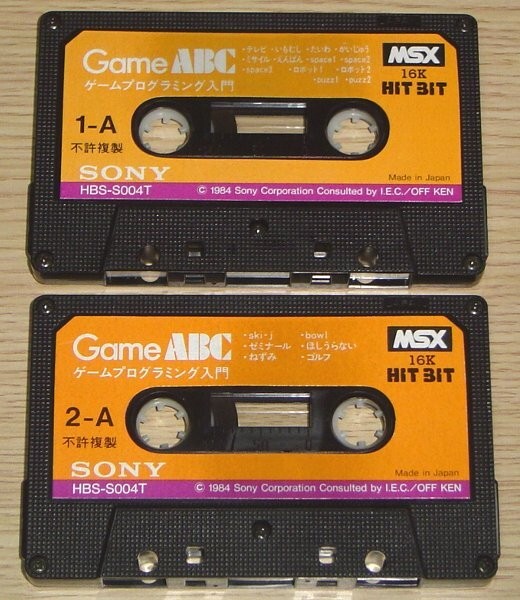 Game ABC
ゲームプログラミング入門
・テレビ ・いもむし ・たいわ ・かいじゅう
・ミサイル ・えんばん ・space1 ・space2
・space3 ・ロボット1 ・ロボット2
・puzz1 ・puzz2
MSX
16K
HIT BIT
1-A
不許複製
SONY
Made in Japan
HBS-S004T © 1984 Sony Corporation Consulted by I.E.C./OFF KEN
Game ABC
ゲームプログラミング入門
・ski-j ・bowl
・ゼミナール ・ほしうらない
・ねずみ ・ゴルフ
MSX
16K
HIT BIT
2-A
不許複製
SONY
Made in Japan
HBS-S004T © 1984 Sony Corporation Consulted by I.E.C./OFF KEN